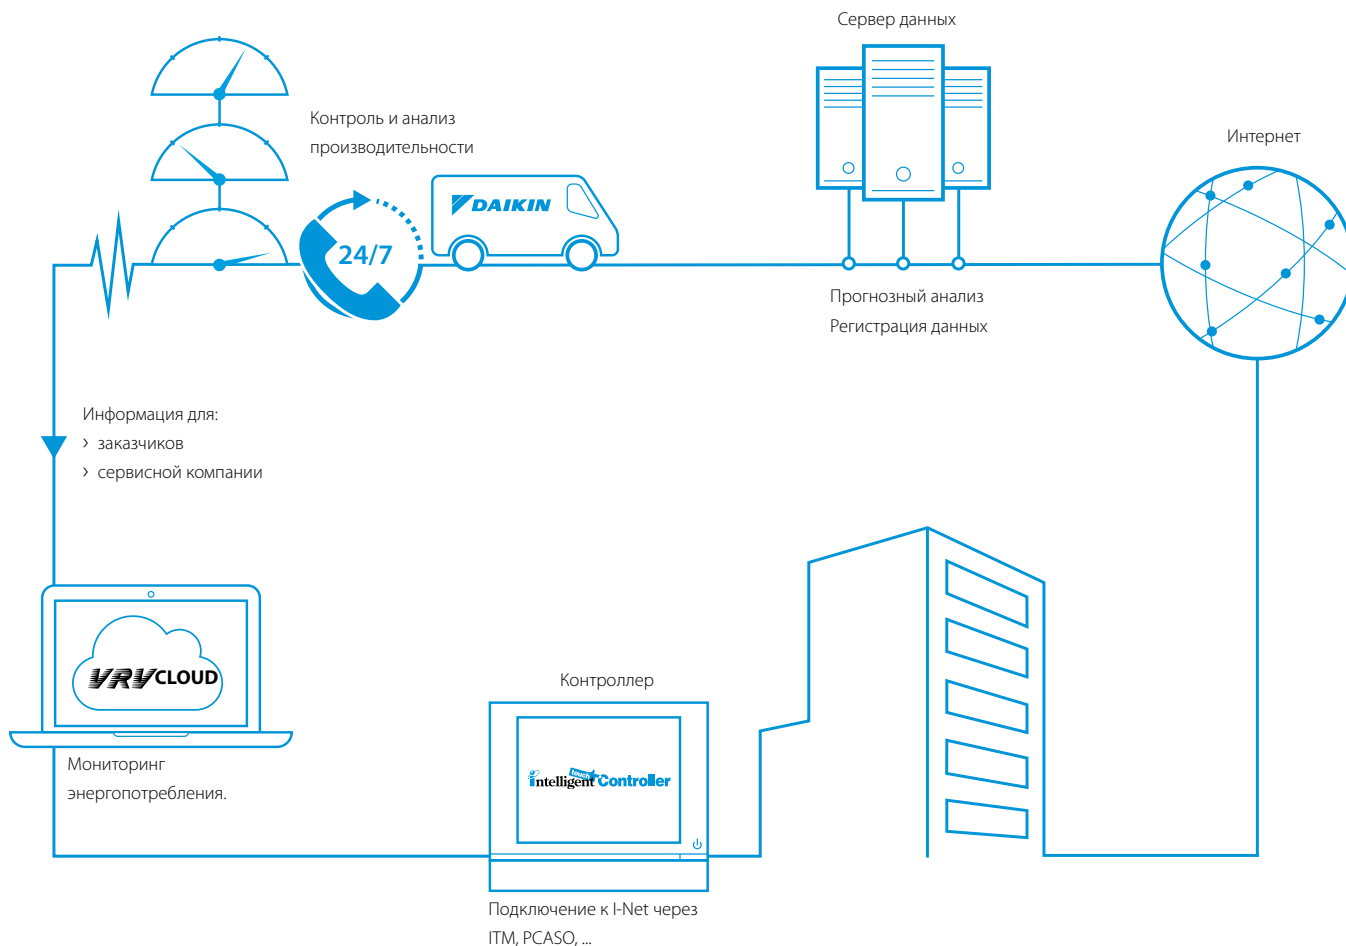 Сервер данных
Контроль и анализ
производительности
Интернет
DAIKIN
24/7
Прогнозный анализ
Регистрация данных
Информация для:
› заказчиков
› сервисной компании
VRV CLOUD
Контроллер
Мониторинг
энергопотребления.
intelligent touch Controller
Подключение к I-Net через
ITM, PCASO, ...